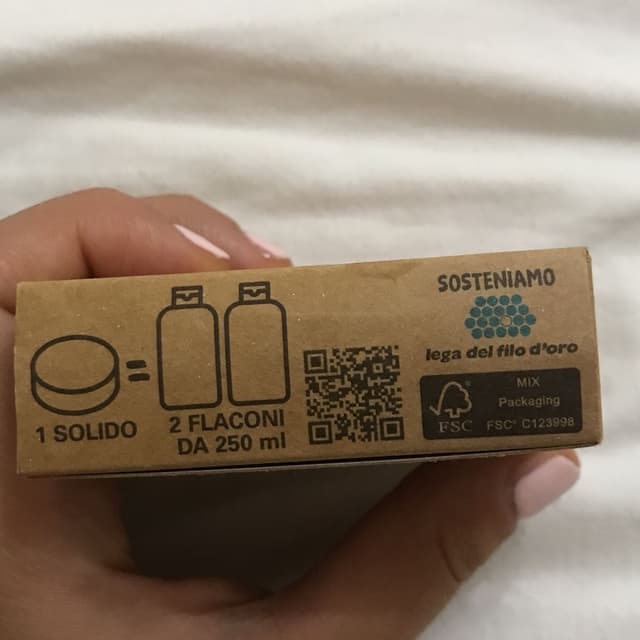 1 SOLIDO
=
2 FLACONI
DA 250 ml
SOSTENIAMO
lega del filo d'oro
FSC
MIX
Packaging
FSC® C123998